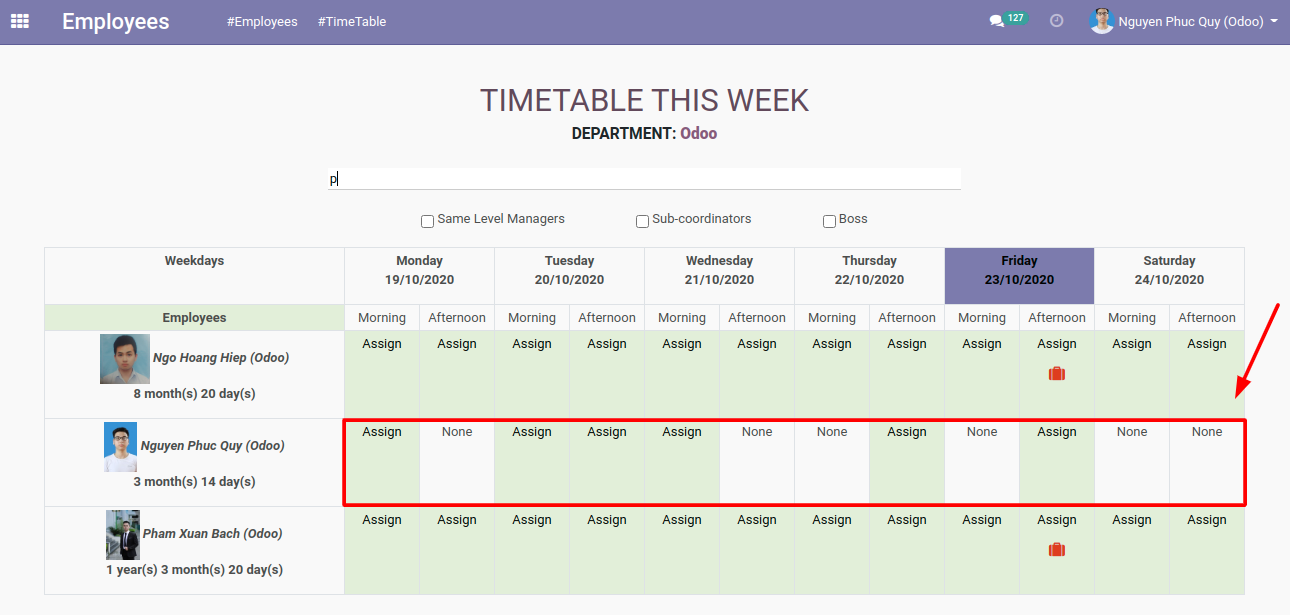 Employees #Employees #TimeTable 127 Nguyen Phuc Quy (Odoo)
TIMETABLE THIS WEEK
DEPARTMENT: Odoo
p
Same Level Managers Sub-coordinators Boss
Weekdays Monday Tuesday Wednesday Thursday Friday Saturday
19/10/2020 20/10/2020 21/10/2020 22/10/2020 23/10/2020 24/10/2020
Employees Morning Afternoon Morning Afternoon Morning Afternoon Morning Afternoon Morning Afternoon Morning Afternoon
Assign Assign Assign Assign Assign Assign Assign Assign Assign Assign Assign Assign
Ngo Hoang Hiep (Odoo)
8 month(s) 20 day(s)
Assign None Assign Assign Assign None None Assign None Assign None None
Nguyen Phuc Quy (Odoo)
3 month(s) 14 day(s)
Assign Assign Assign Assign Assign Assign Assign Assign Assign Assign Assign Assign
Pham Xuan Bach (Odoo)
1 year(s) 3 month(s) 20 day(s)